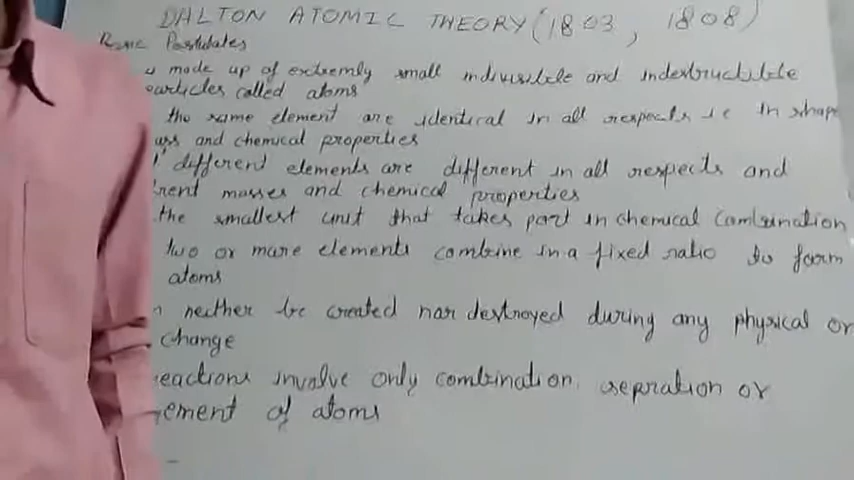 DALTON ATOMIC THEORY (1803, 1808)
Postulates
made up of extremly small indivisible and indestructible
particles called atoms
the same element are identical in all respects i.e in shape
and chemical properties
different elements are different in all respects and
masses and chemical properties
the smallest unit that takes part in chemical Combination
two or more elements combine in a fixed ratio to form
atoms
neither be created nor destroyed during any physical or
change
eactions involve only combination, sepration or
ement of atoms